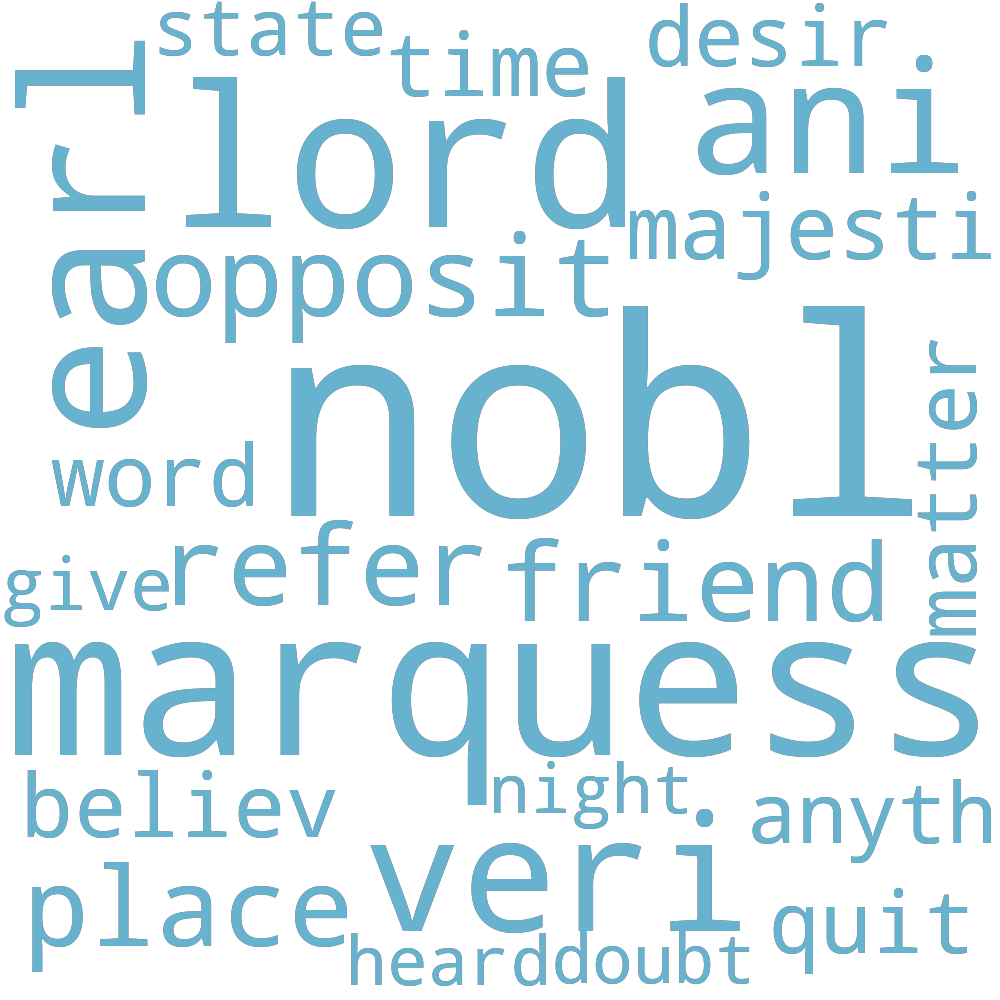 state
time
desir
earl
lord
ani
majesti
opposit
nobl
matter
word
refer
friend
give
marquess
believ
night
anyth
veri
place
quit
heard
doubt